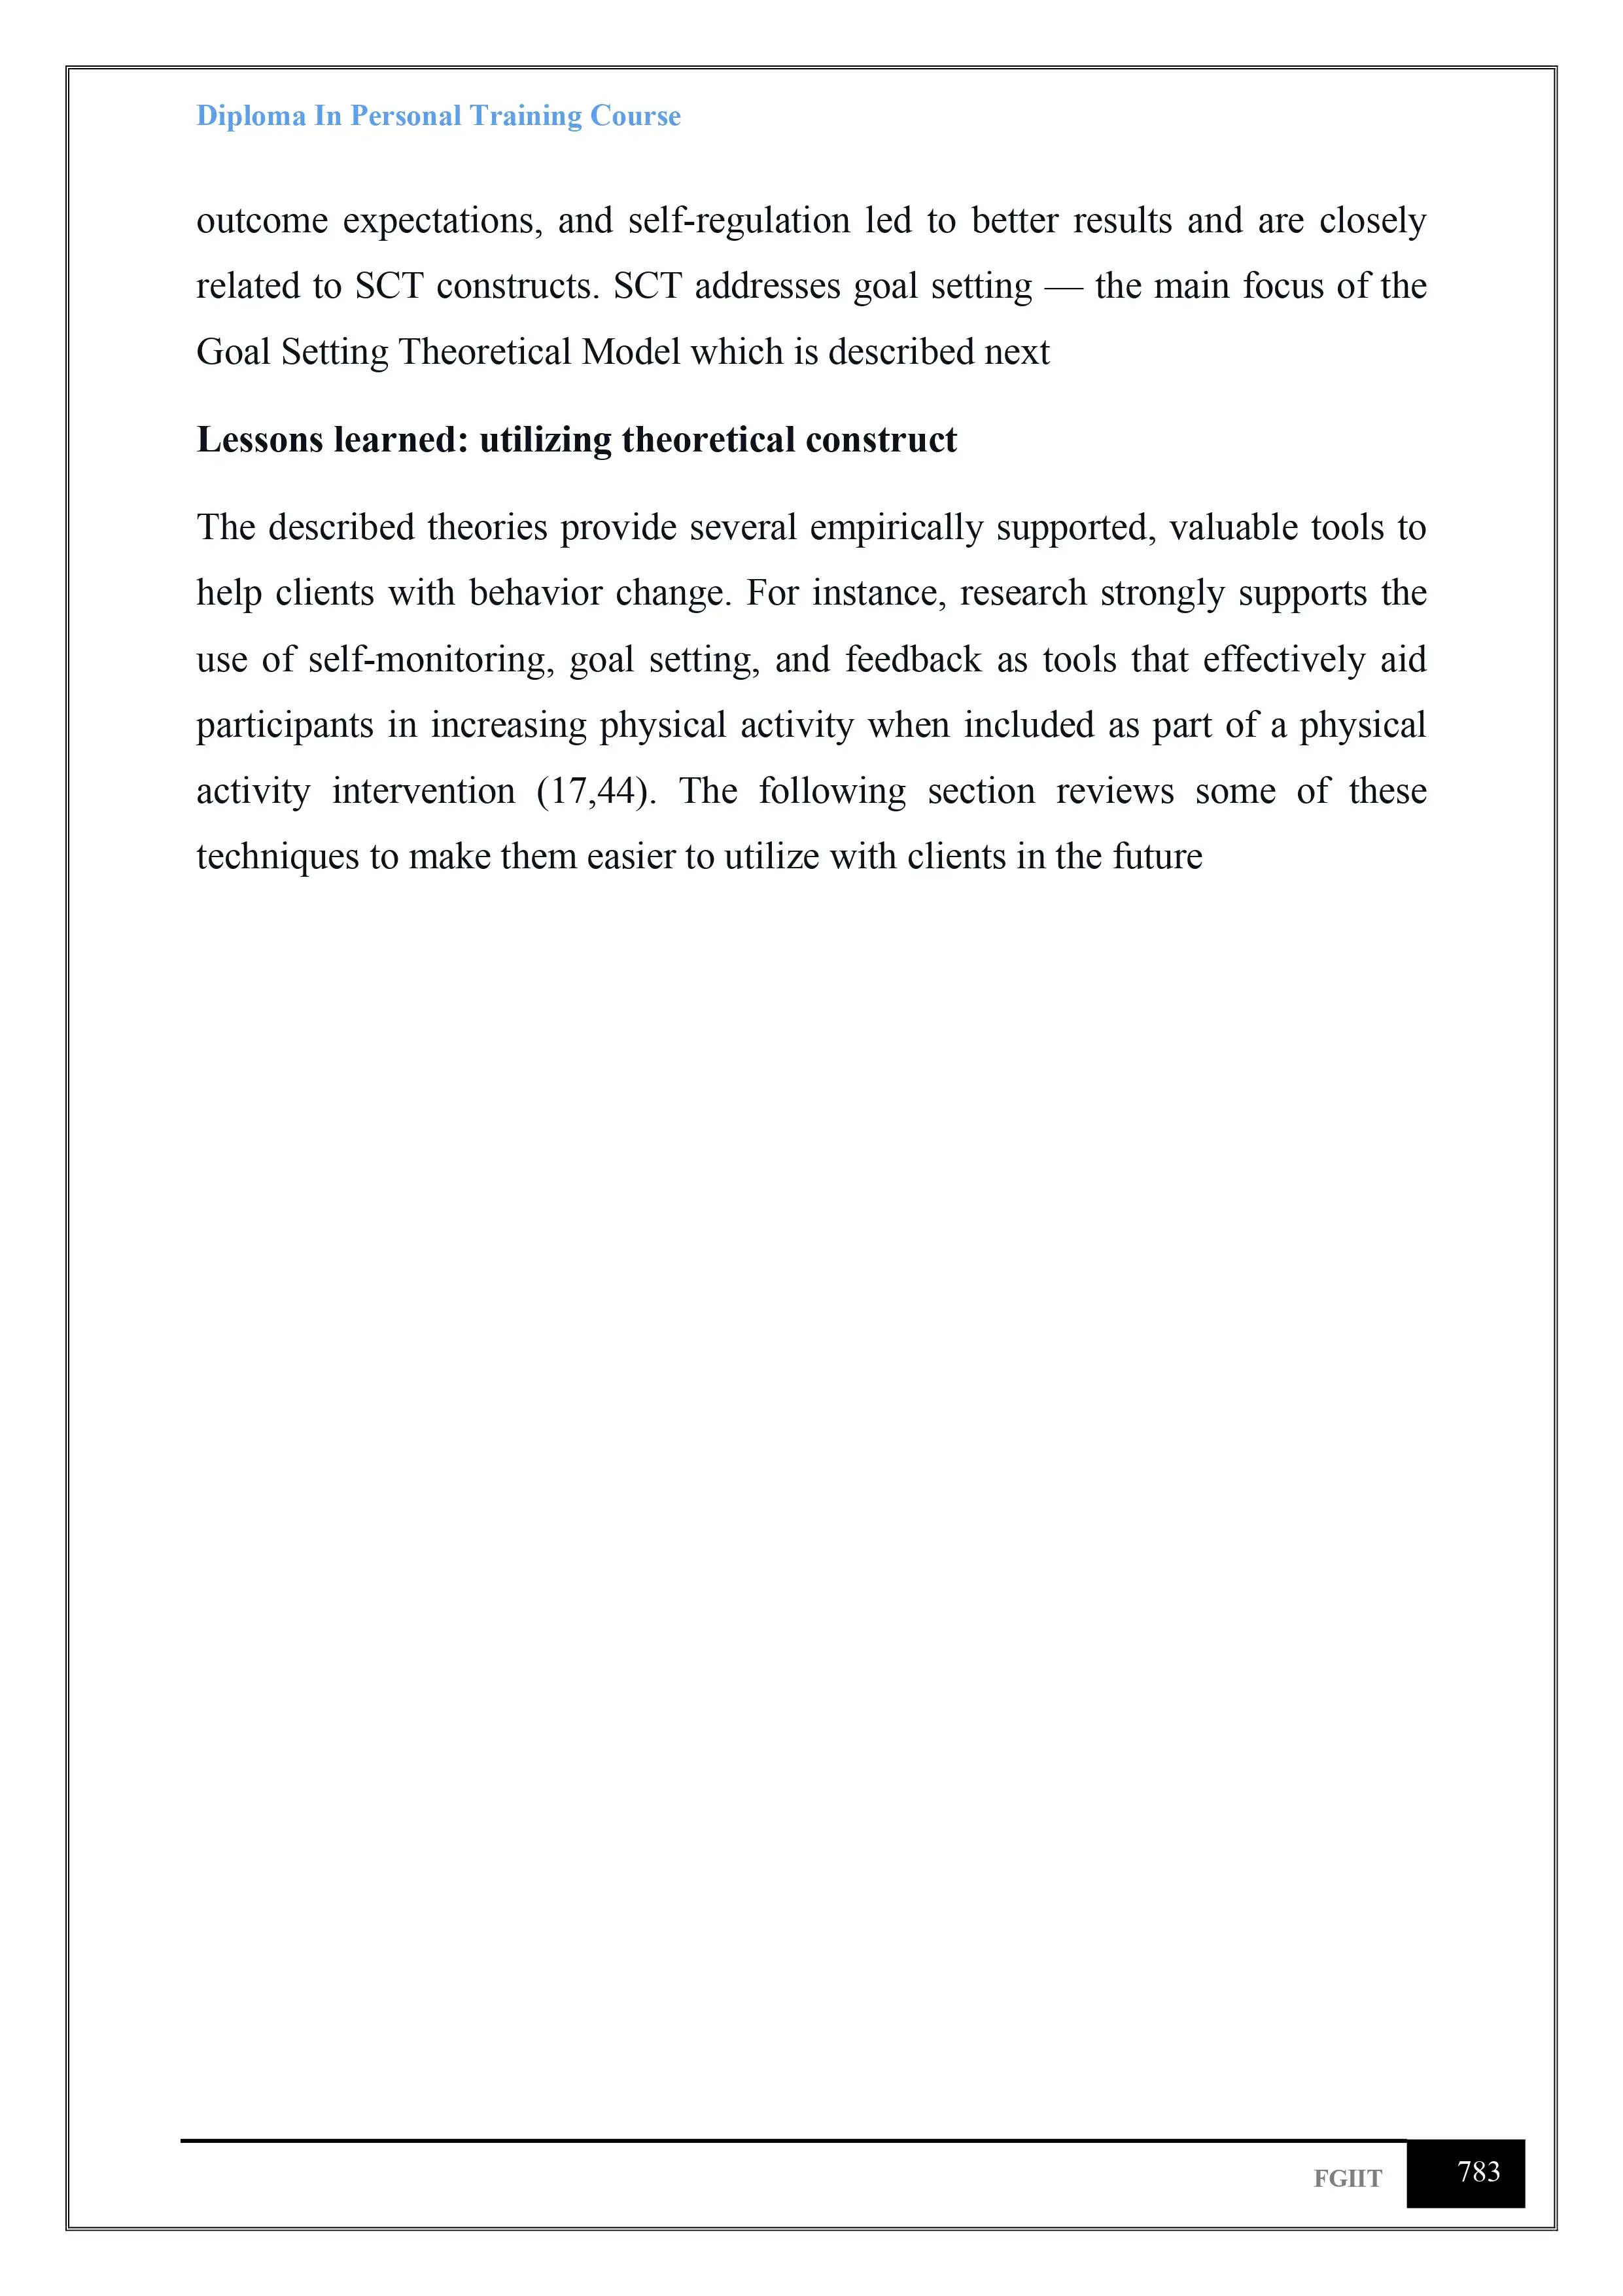 Diploma In Personal Training Course
outcome expectations, and self-regulation led to better results and are closely
related to SCT constructs. SCT addresses goal setting — the main focus of the
Goal Setting Theoretical Model which is described next
Lessons learned: utilizing theoretical construct
The described theories provide several empirically supported, valuable tools to
help clients with behavior change. For instance, research strongly supports the
use of self-monitoring, goal setting, and feedback as tools that effectively aid
participants in increasing physical activity when included as part of a physical
activity intervention (17,44). The following section reviews some of these
techniques to make them easier to utilize with clients in the future
FGIIT 783